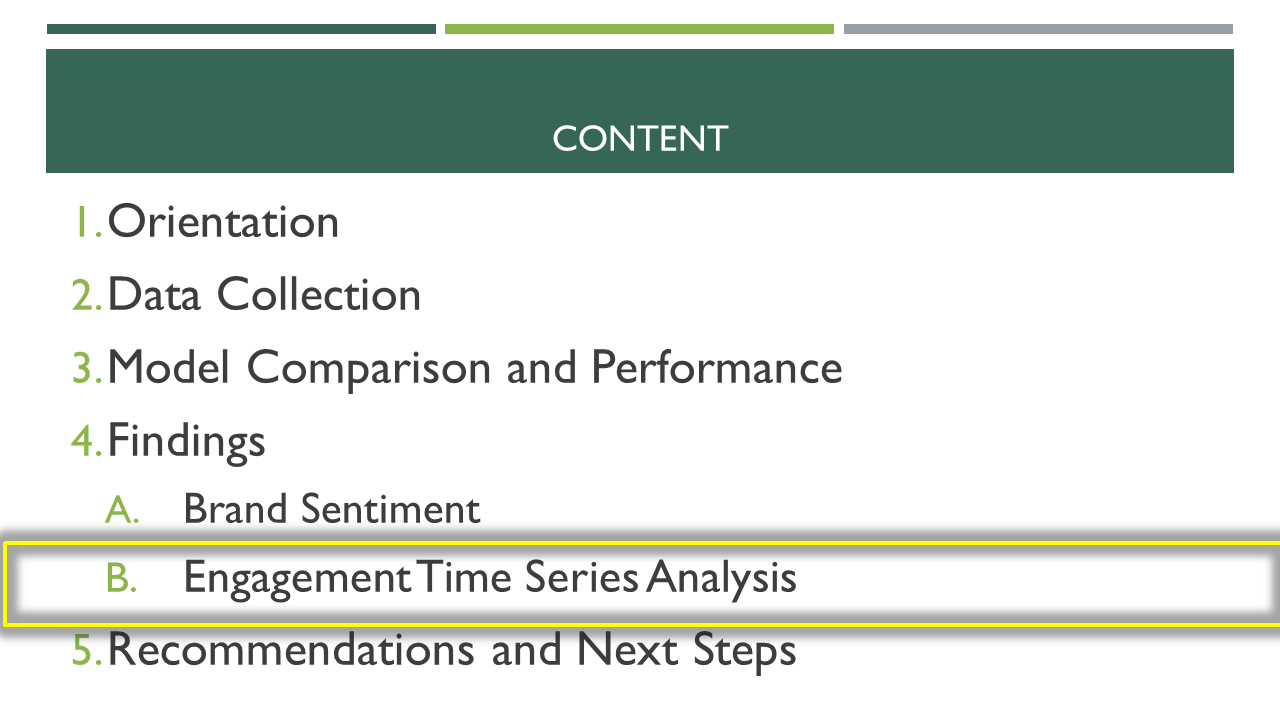 CONTENT
1. Orientation
2. Data Collection
3. Model Comparison and Performance
4. Findings
A. Brand Sentiment
B. Engagement Time Series Analysis
5. Recommendations and Next Steps